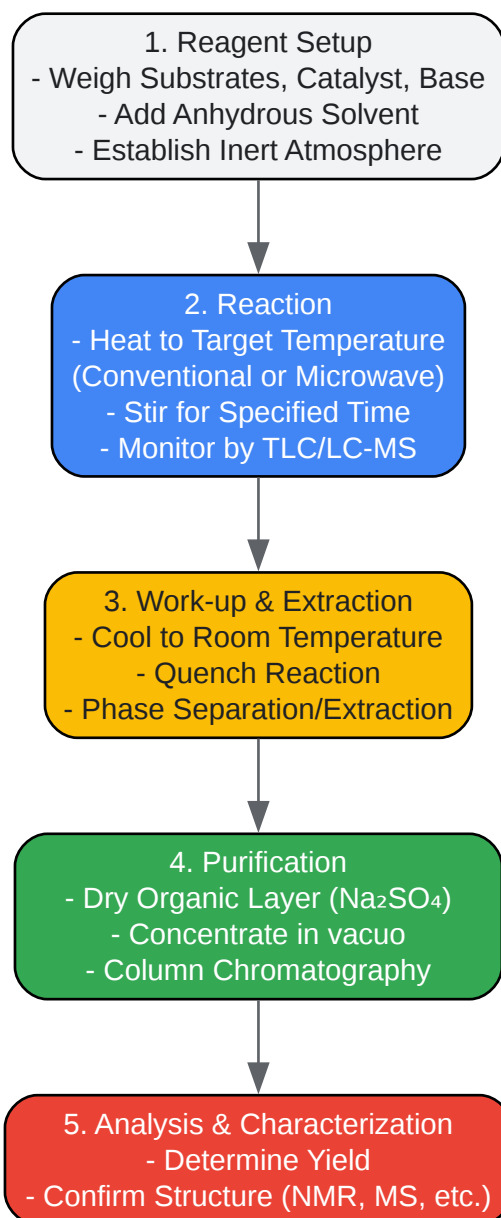 1. Reagent Setup
- Weigh Substrates, Catalyst, Base
- Add Anhydrous Solvent
- Establish Inert Atmosphere
2. Reaction
- Heat to Target Temperature
(Conventional or Microwave)
- Stir for Specified Time
- Monitor by TLC/LC-MS
3. Work-up & Extraction
- Cool to Room Temperature
- Quench Reaction
- Phase Separation/Extraction
4. Purification
- Dry Organic Layer (Na₂SO₄)
- Concentrate in vacuo
- Column Chromatography
5. Analysis & Characterization
- Determine Yield
- Confirm Structure (NMR, MS, etc.)